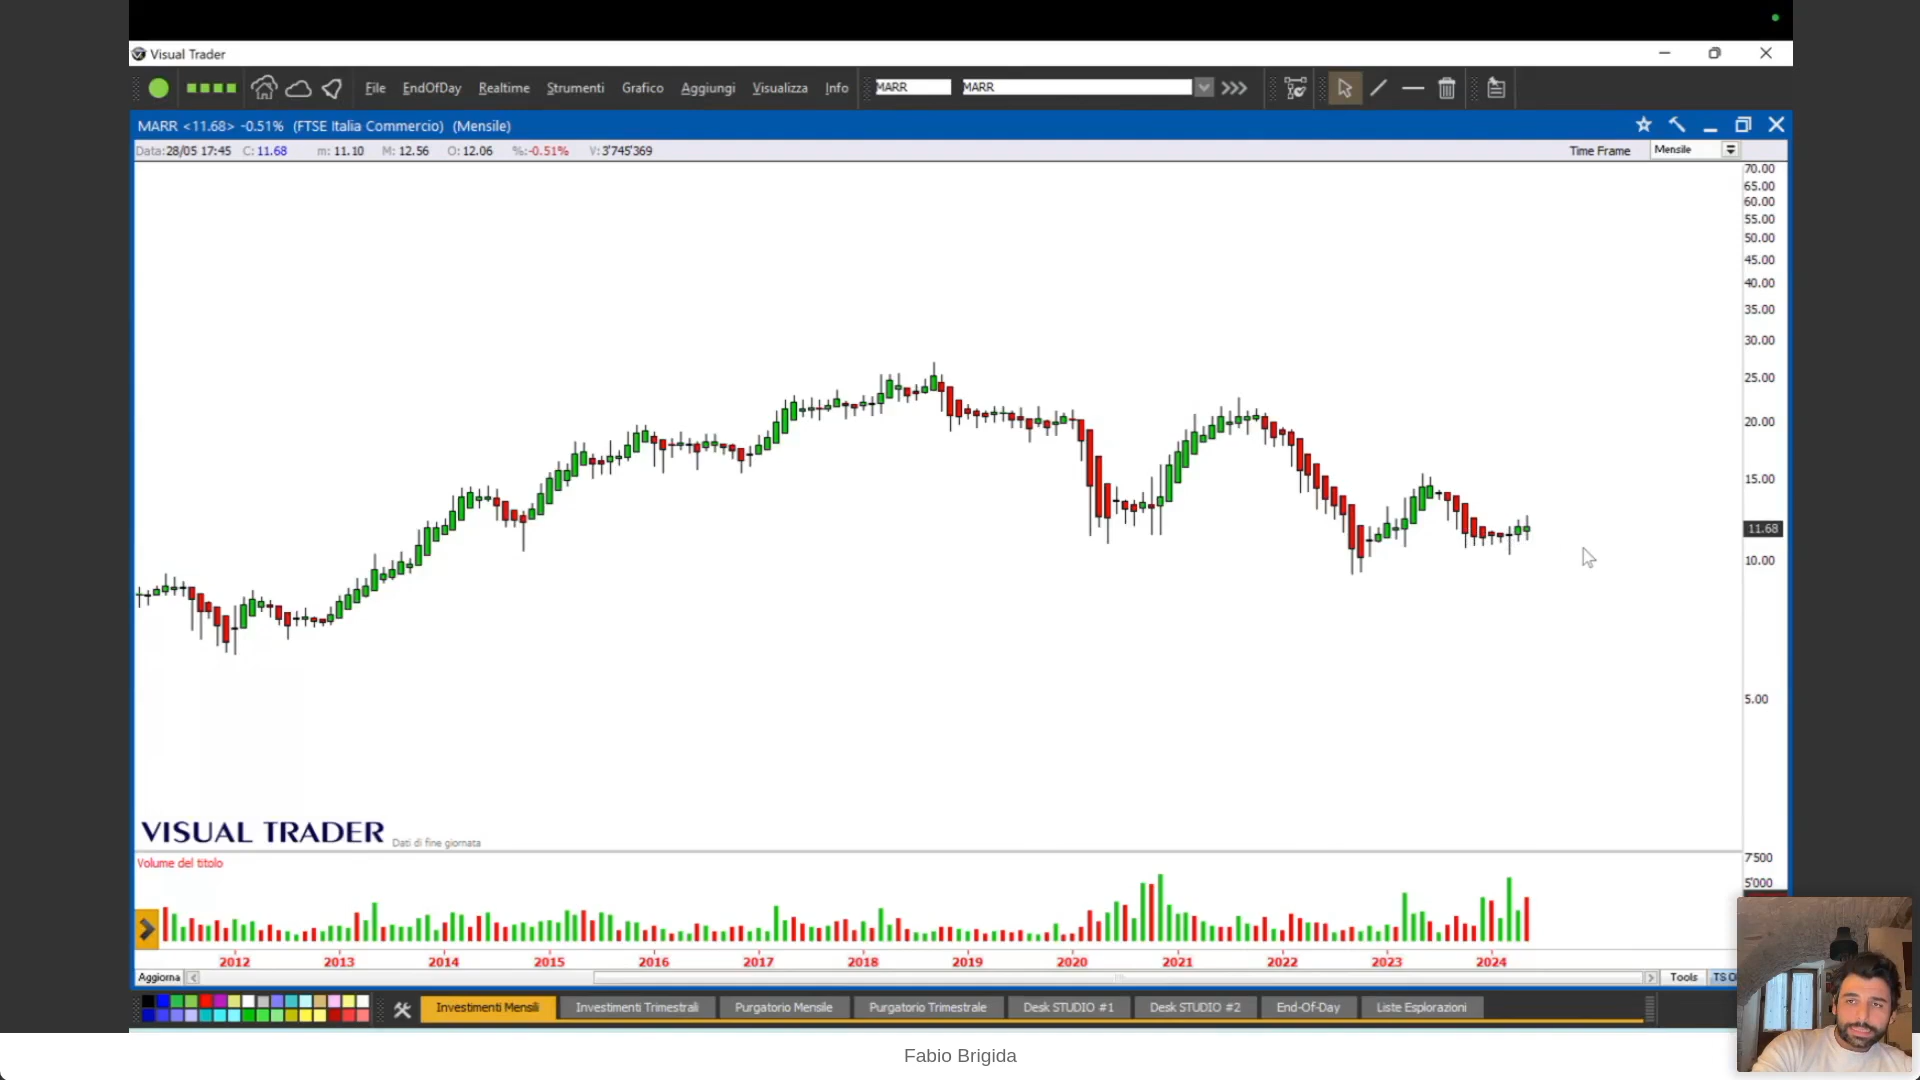 Visual Trader
File EndOfDay Realtime Strumenti Grafico Aggiungi Visualizza Info MARR MARR
MARR <11.68> -0.51% (FTSE Italia Commercio) (Mensile)
Data:28/05 17:45 C: 11.68 m: 11.10 M: 12.56 O: 12.06 %:-0.51% V: 3'745'369 Time Frame Mensile
70.00
65.00
60.00
55.00
50.00
45.00
40.00
35.00
30.00
25.00
20.00
15.00
11.68
10.00
5.00
VISUAL TRADER Dati di fine giornata
Volume del titolo
7'500
5'000
2012 2013 2014 2015 2016 2017 2018 2019 2020 2021 2022 2023 2024
Aggiorna Tools TS
Investimenti Mensili Investimenti Trimestrali Purgatorio Mensile Purgatorio Trimestrale Desk STUDIO #1 Desk STUDIO #2 End-Of-Day Liste Esplorazioni
Fabio Brigida